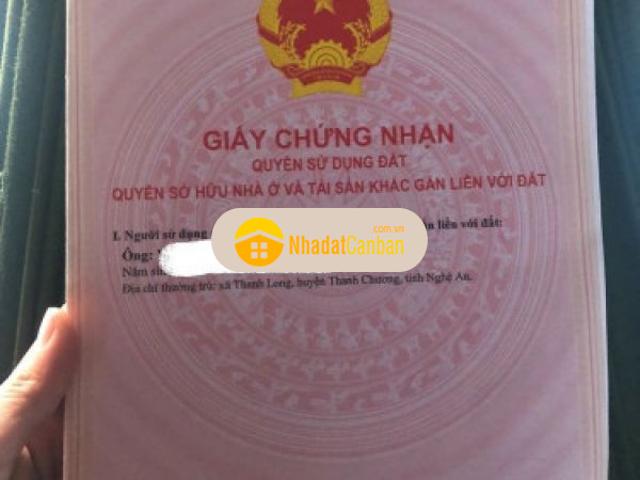 GIẤY CHỨNG NHẬN
QUYỀN SỬ DỤNG ĐẤT
QUYỀN SỞ HỮU NHÀ Ở VÀ TÀI SẢN KHÁC GẮN LIỀN VỚI ĐẤT
I. Người sử dụng liền với đất:
.com.vn
NhadatCanban
Ông:
Năm
Địa chỉ thường trú: xã Thanh Long, huyện Thanh Chương, tỉnh Nghệ An.